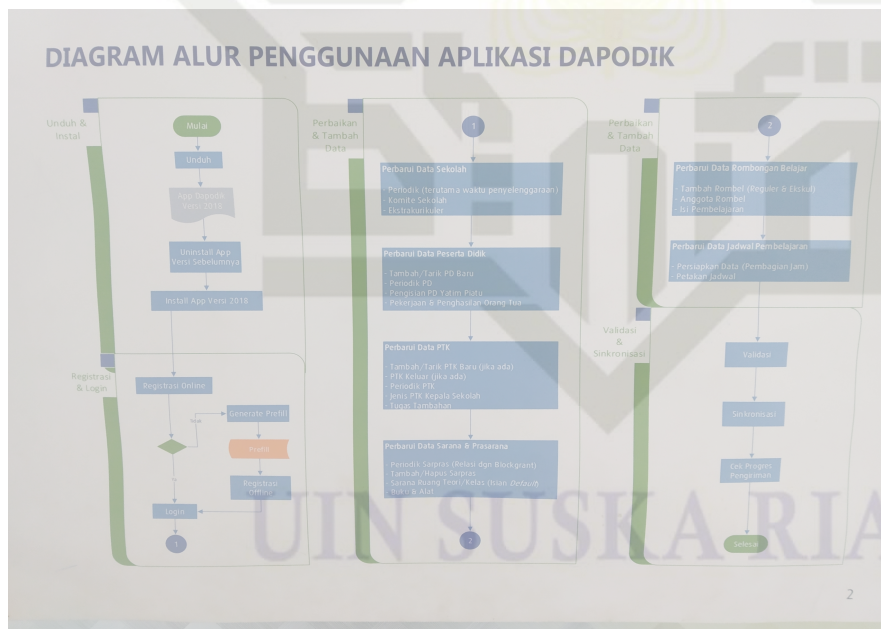 DIAGRAM ALUR PENGGUNAAN APLIKASI DAPODIK
Unduh &
Instal
Mulai
Unduh
App Dapodik
Versi 2018
Uninstall App
Versi Sebelumnya
Install App Versi 2018
Registrasi
& Login
Registrasi Online
Generate Prefill
Prefill
Registrasi
Offline
Login
1
Perbaikan
& Tambah
Data
1
Perbarui Data Sekolah
- Periodik (terutama waktu penyelenggaraan)
- Komite Sekolah
- Ekstrakurikuler
Perbarui Data Peserta Didik
- Tambah/Tarik PD Baru
- Periodik PD
- Pengisian PD Yatim Piatu
- Pekerjaan & Penghasilan Orang Tua
Perbarui Data PTK
- Tambah/Tarik PTK Baru (jika ada)
- PTK Keluar (jika ada)
- Periodik PTK
- Jenis PTK Kepala Sekolah
- Tugas Tambahan
Perbarui Data Sarana & Prasarana
- Periodik Sarpras (Relasi dgn Blockgrant)
- Tambah/Hapus Sarpras
- Sarana Ruang Teori/Kelas (Isian Default)
- Buku & Alat
2
Perbaikan
& Tambah
Data
2
Perbarui Data Rombongan Belajar
- Tambah Rombel (Reguler & Ekskul)
- Anggota Rombel
- Isi Pembelajaran
Perbarui Data Jadwal Pembelajaran
- Persiapkan Data (Pembagian Jam)
- Petakan Jadwal
Validasi
&
Sinkronisasi
Validasi
Sinkronisasi
Cek Progres
Pengiriman
Selesai
UIN SUSKA RIA
2